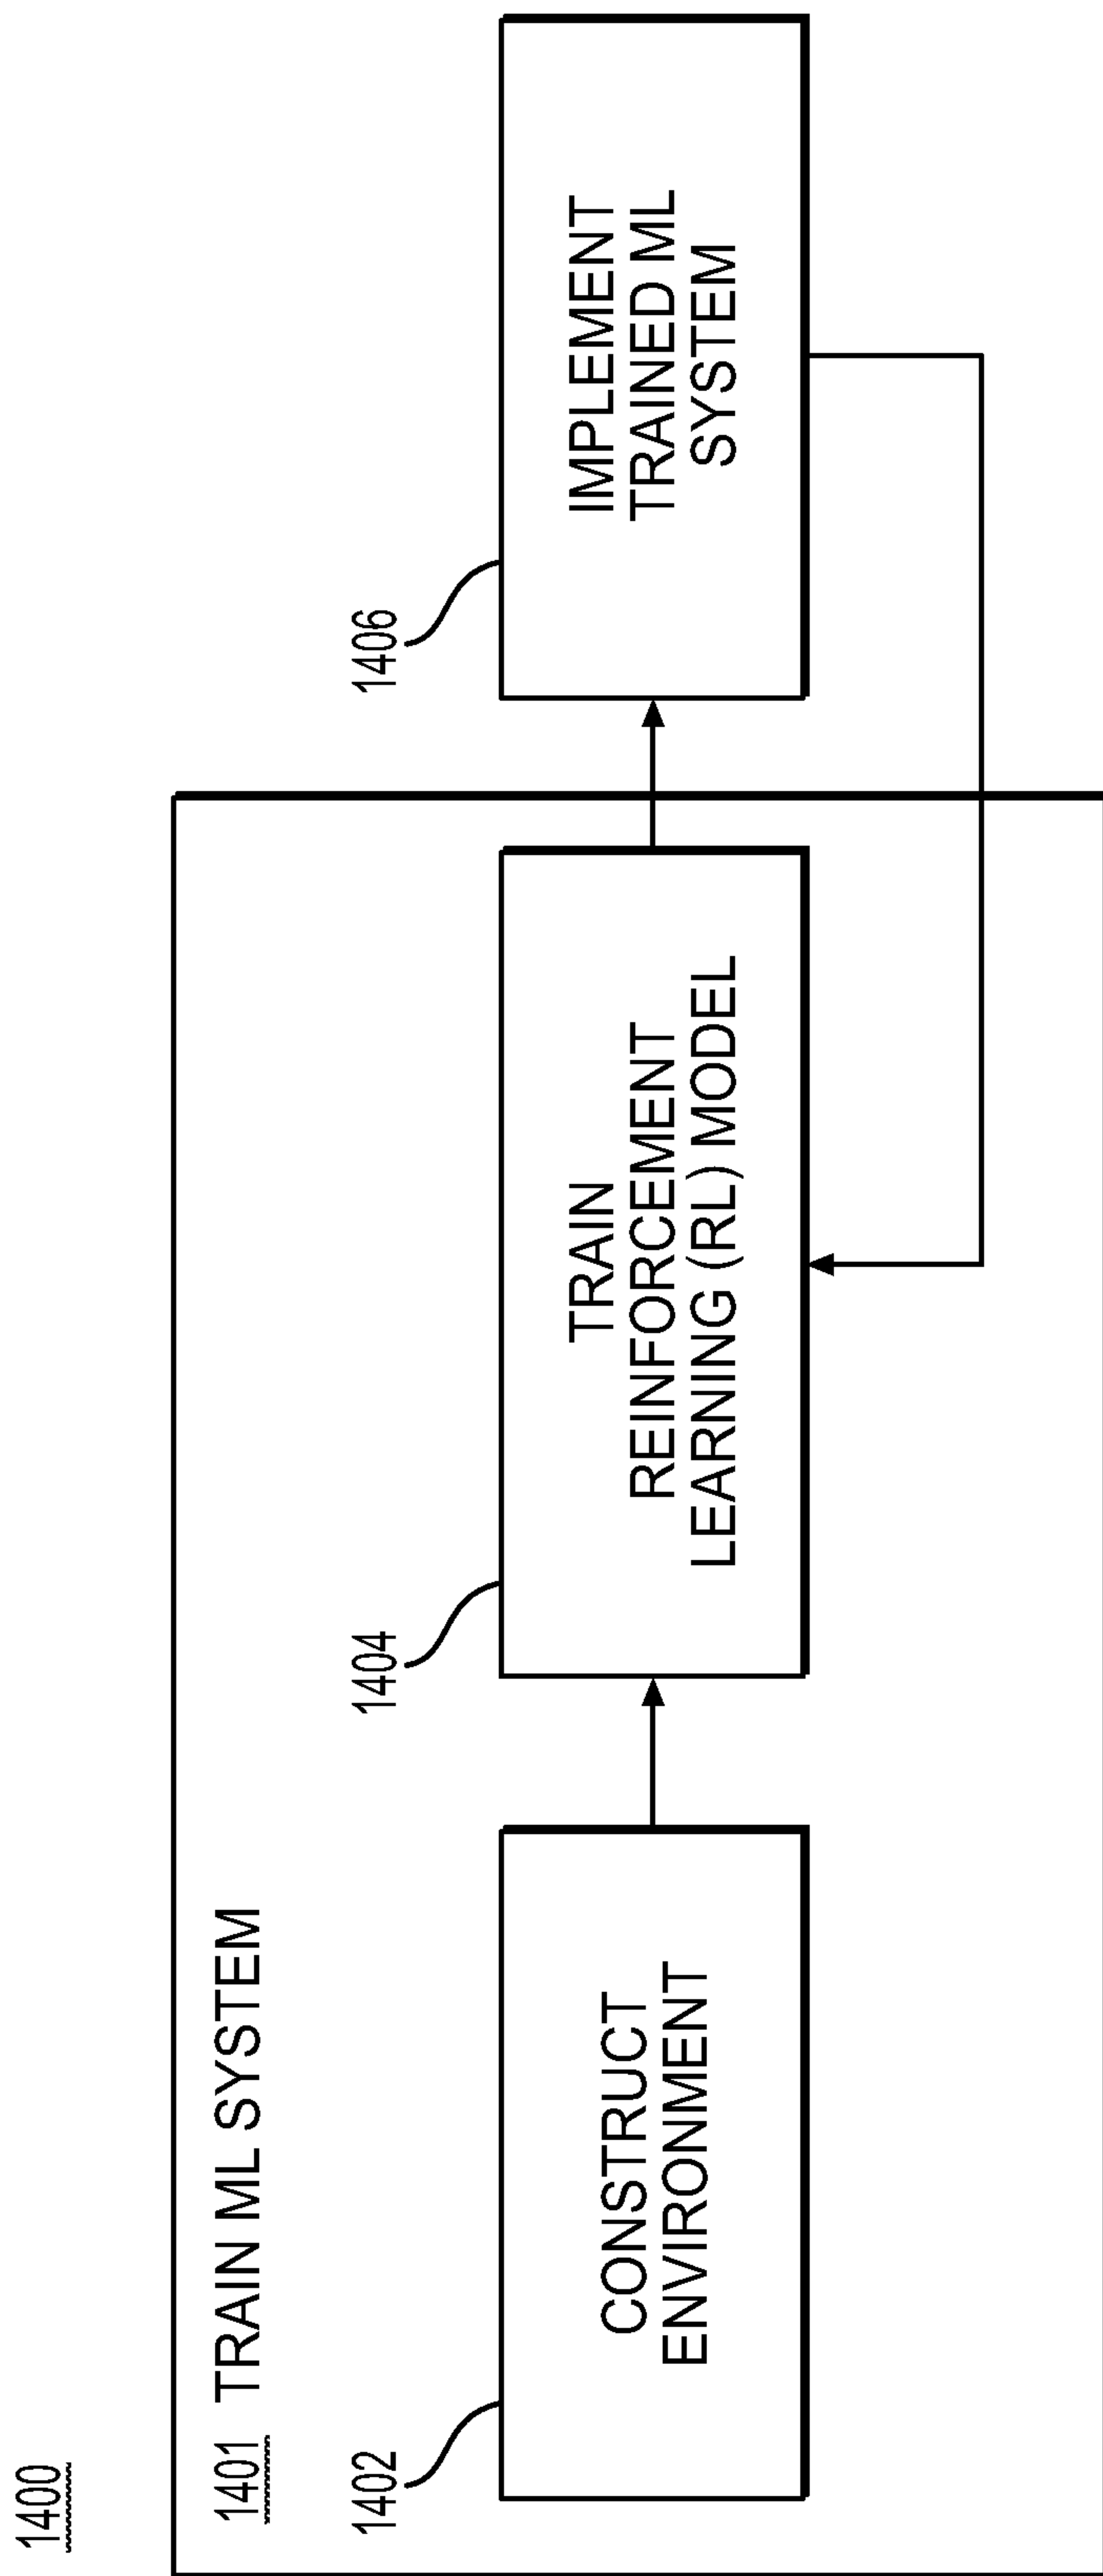 1400
1401 TRAIN ML SYSTEM
1402
CONSTRUCT
ENVIRONMENT
1404
TRAIN
REINFORCEMENT
LEARNING (RL) MODEL
1406
IMPLEMENT
TRAINED ML
SYSTEM